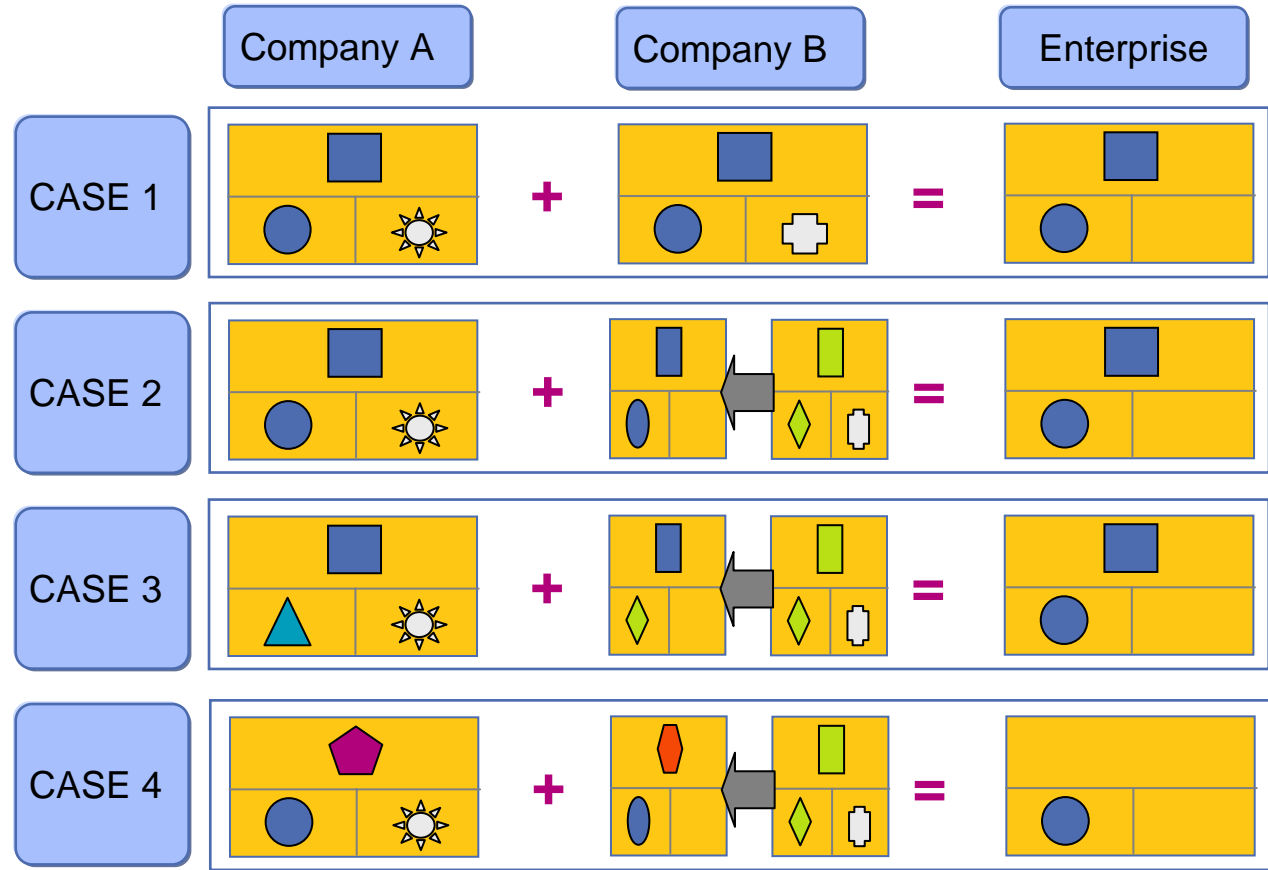 Company A
Company B
Enterprise
CASE 1
+
=
CASE 2
+
=
CASE 3
+
=
CASE 4
+
=